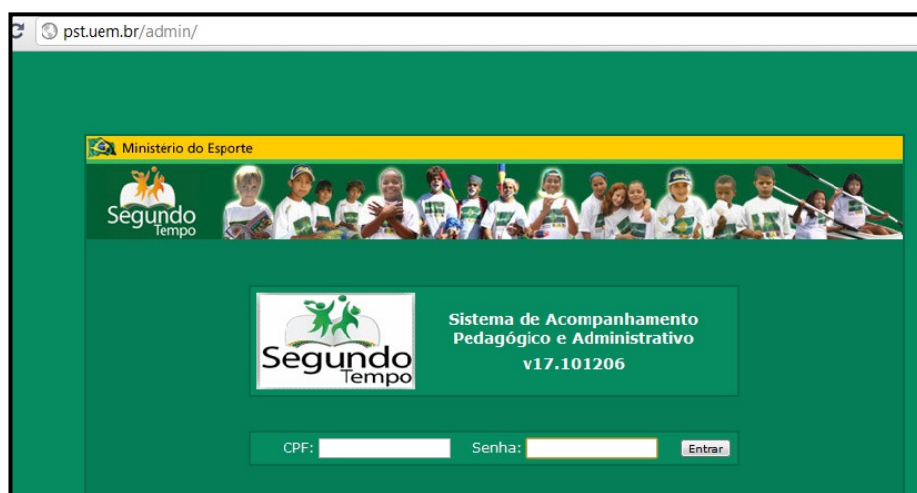 pst.uem.br/admin/
Ministério do Esporte
Segundo
Tempo
Segundo
Tempo
Sistema de Acompanhamento
Pedagógico e Administrativo
v17.101206
CPF: Senha: Entrar